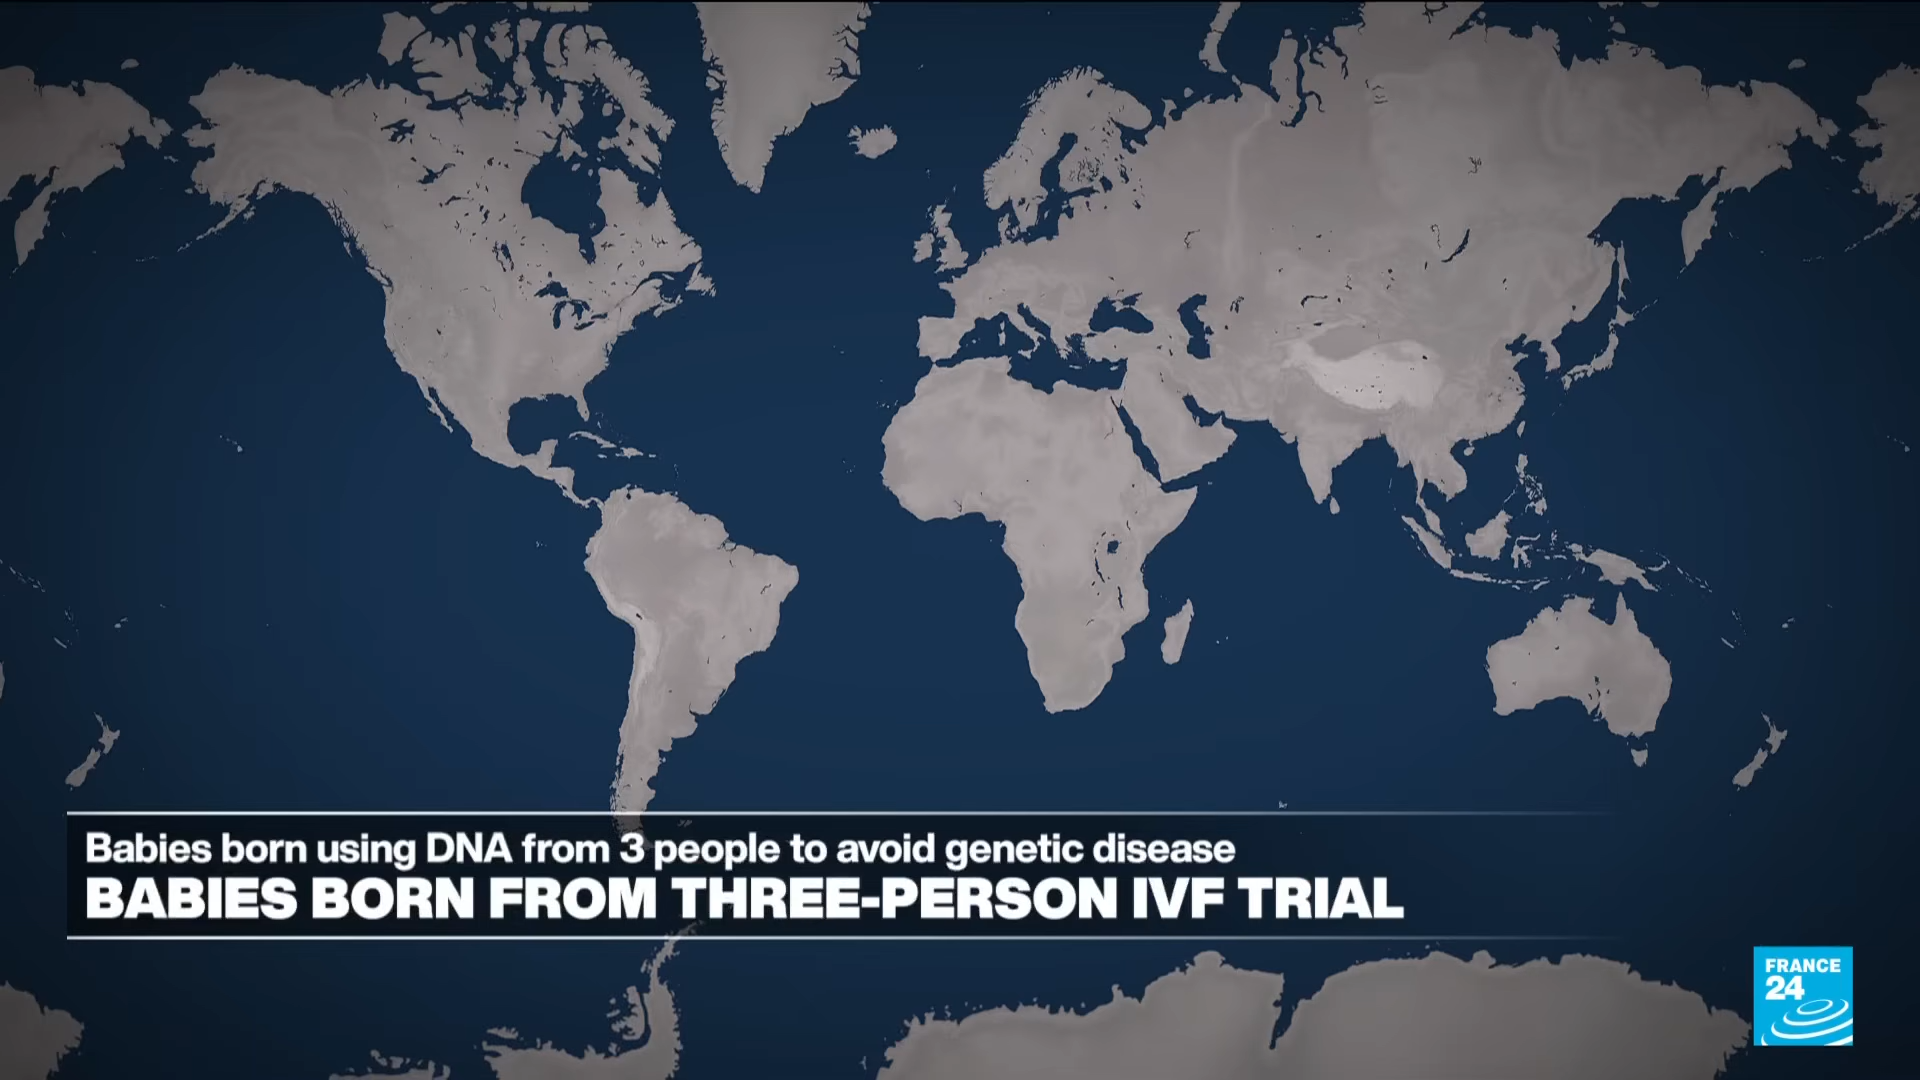 Babies born using DNA from 3 people to avoid genetic disease
BABIES BORN FROM THREE-PERSON IVF TRIAL
FRANCE
24